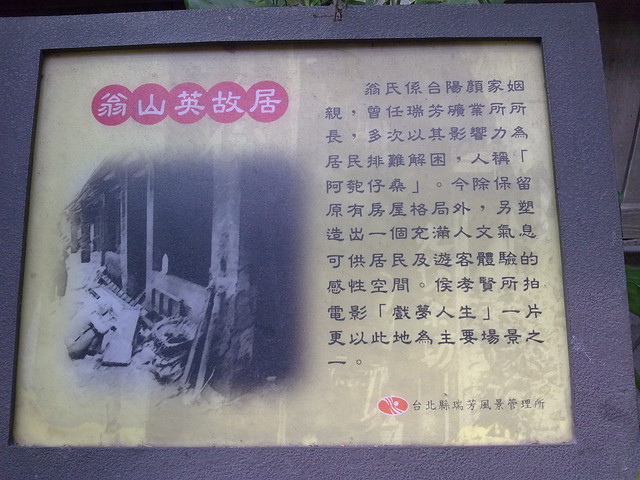 翁山英故居
翁氏係台陽顏家姻
親，曾任瑞芳礦業所所
長，多次以其影響力為
居民排難解困，人稱「
阿乾仔桑」。今除保留
原有房屋格局外，另塑
造出一個充滿人文氣息
可供居民及遊客體驗的
感性空間。侯孝賢所拍
電影「戲夢人生」一片
更以此地為主要場景之
一。
台北縣瑞芳風景管理所